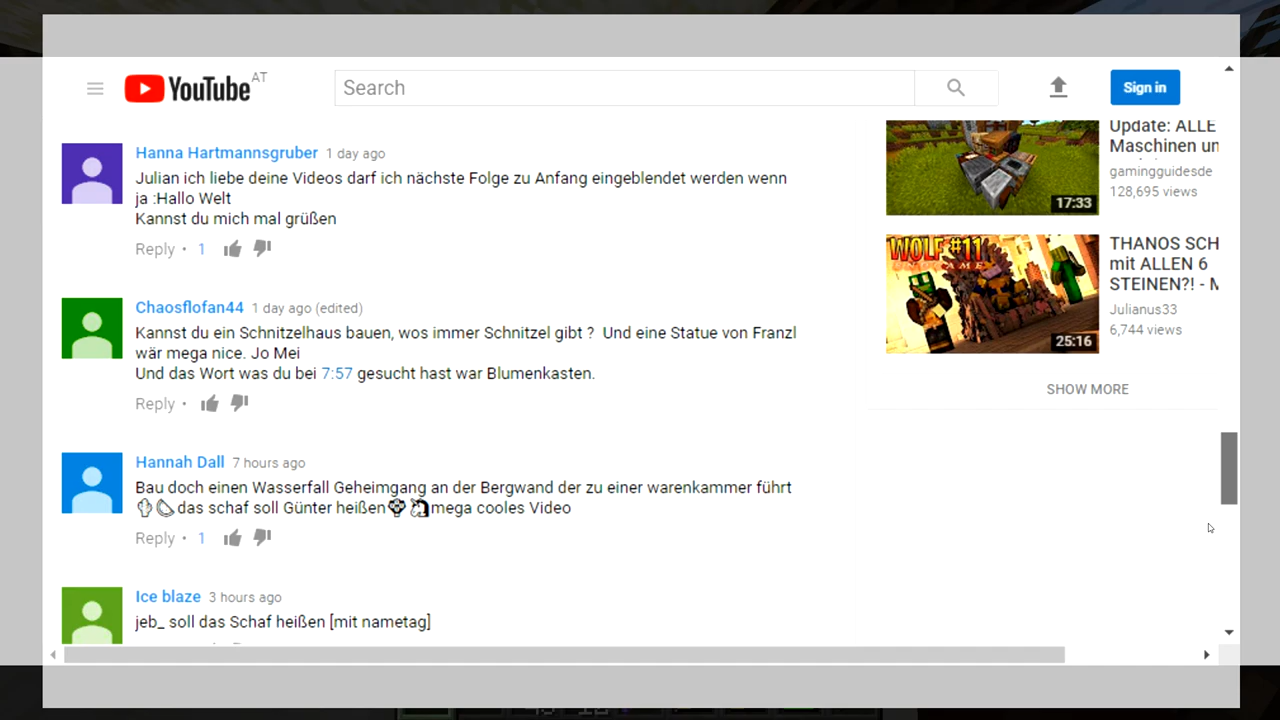 YouTube AT
Search
Sign in
Hanna Hartmannsgruber 1 day ago
Julian ich liebe deine Videos darf ich nächste Folge zu Anfang eingeblendet werden wenn
ja :Hallo Welt
Kannst du mich mal grüßen
Reply • 1
Chaosflofan44 1 day ago (edited)
Kannst du ein Schnitzelhaus bauen, wos immer Schnitzel gibt ? Und eine Statue von Franzl
wär mega nice. Jo Mei
Und das Wort was du bei 7:57 gesucht hast war Blumenkasten.
Reply •
Hannah Dall 7 hours ago
Bau doch einen Wasserfall Geheimgang an der Bergwand der zu einer warenkammer führt
das schaf soll Günter heißen mega cooles Video
Reply • 1
Ice blaze 3 hours ago
jeb_ soll das Schaf heißen [mit nametag]
17:33
Update: ALLE
Maschinen un
gamingguidesde
128,695 views
WOLF #11
25:16
THANOS SCH
mit ALLEN 6
STEINEN?! - M
Julianus33
6,744 views
SHOW MORE